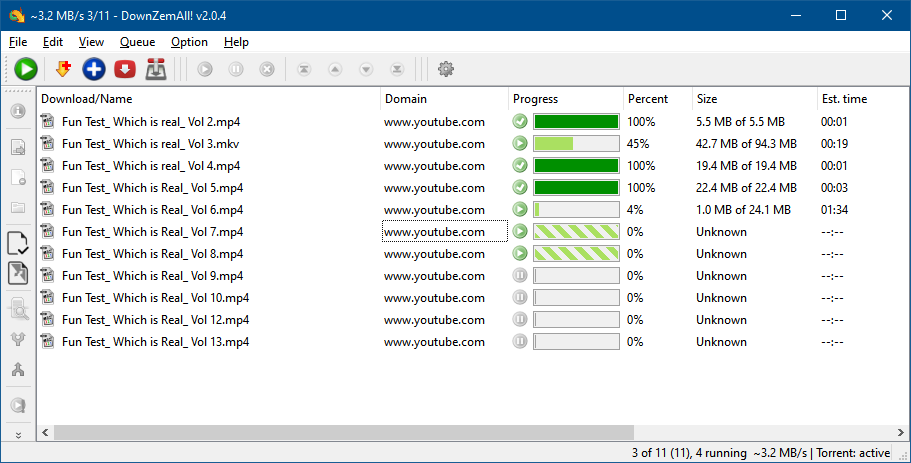 ~3.2 MB/s 3/11 - DownZemAll! v2.0.4
File Edit View Queue Option Help
Download/Name Domain Progress Percent Size Est. time
Fun Test_ Which is real_ Vol 2.mp4 www.youtube.com 100% 5.5 MB of 5.5 MB 00:01
Fun Test_ Which is real_ Vol 3.mkv www.youtube.com 45% 42.7 MB of 94.3 MB 00:19
Fun Test_ Which is real_ Vol 4.mp4 www.youtube.com 100% 19.4 MB of 19.4 MB 00:01
Fun Test_ Which is Real_ Vol 5.mp4 www.youtube.com 100% 22.4 MB of 22.4 MB 00:03
Fun Test_ Which is Real_ Vol 6.mp4 www.youtube.com 4% 1.0 MB of 24.1 MB 01:34
Fun Test_ Which is Real_ Vol 7.mp4 www.youtube.com 0% Unknown --:--
Fun Test_ Which is Real_ Vol 8.mp4 www.youtube.com 0% Unknown --:--
Fun Test_ Which is Real_ Vol 9.mp4 www.youtube.com 0% Unknown --:--
Fun Test_ Which is Real_ Vol 10.mp4 www.youtube.com 0% Unknown --:--
Fun Test_ Which is Real_ Vol 12.mp4 www.youtube.com 0% Unknown --:--
Fun Test_ Which is Real_ Vol 13.mp4 www.youtube.com 0% Unknown --:--
3 of 11 (11), 4 running ~3.2 MB/s | Torrent: active